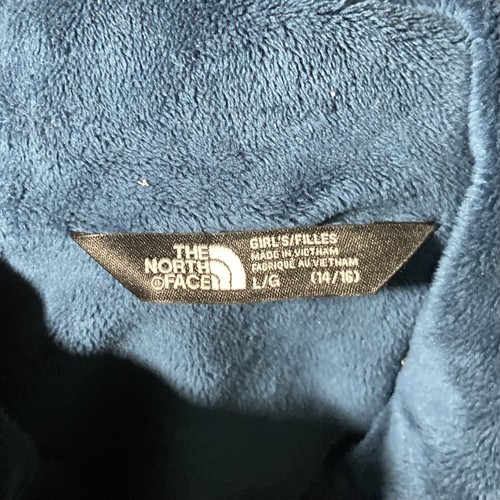 THE
NORTH
FACE
GIRL'S/FILLES
MADE IN VIETNAM
FABRIQUÉ AU VIETNAM
L/G (14/16)